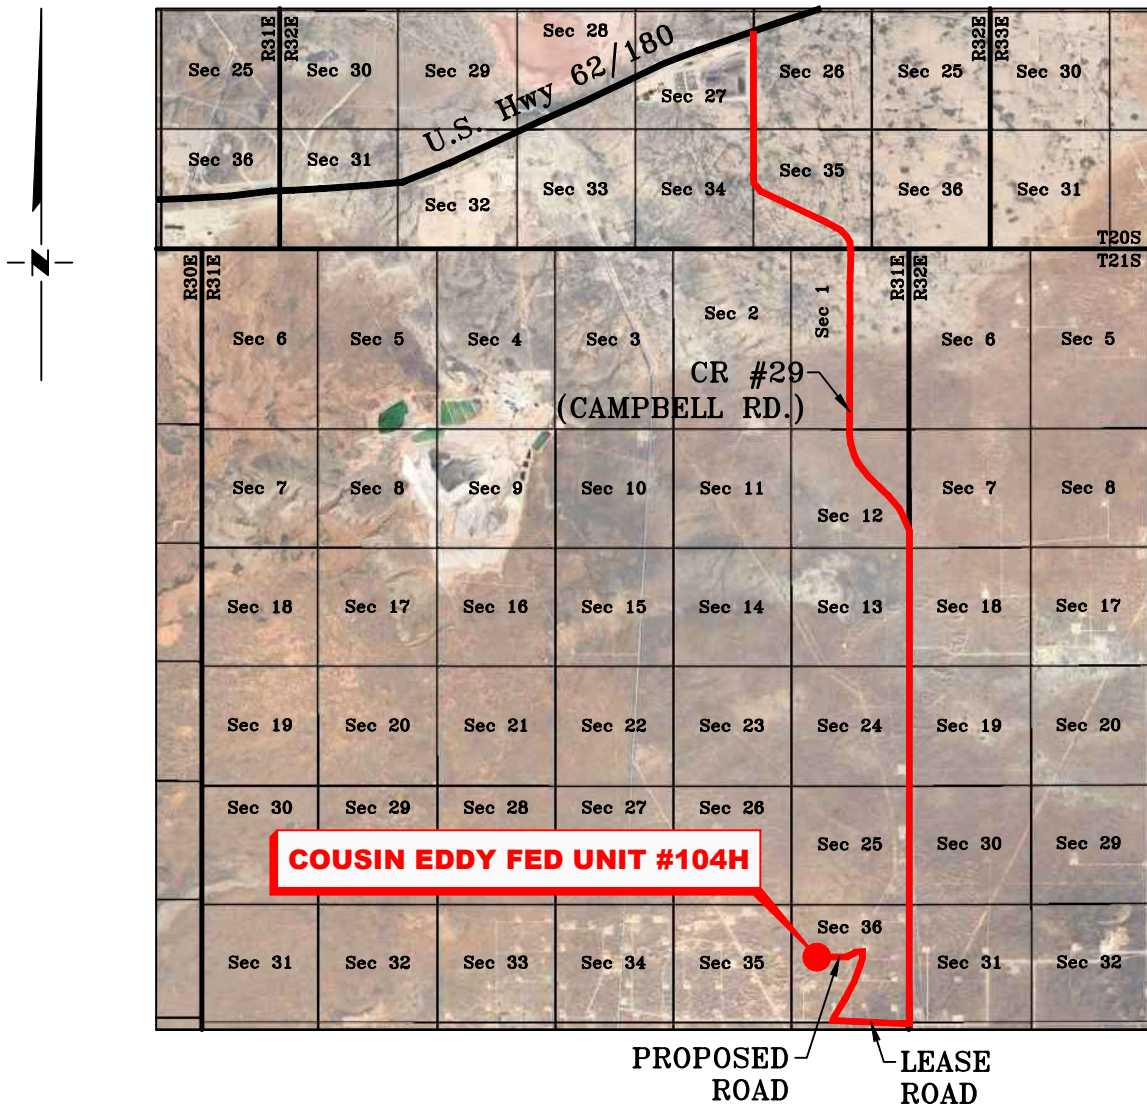 R31E
R32E
R32E
R33E
Sec 28
Sec 25
Sec 30
Sec 29
U.S. Hwy 62/180
Sec 27
Sec 26
Sec 25
Sec 30
Sec 36
Sec 31
Sec 32
Sec 33
Sec 34
Sec 35
Sec 36
Sec 31
T20S
T21S
N
R30E
R31E
R31E
R32E
Sec 6
Sec 5
Sec 4
Sec 3
Sec 2
Sec 1
Sec 6
Sec 5
CR #29
(CAMPBELL RD.)
Sec 7
Sec 8
Sec 9
Sec 10
Sec 11
Sec 12
Sec 7
Sec 8
Sec 18
Sec 17
Sec 16
Sec 15
Sec 14
Sec 13
Sec 18
Sec 17
Sec 19
Sec 20
Sec 21
Sec 22
Sec 23
Sec 24
Sec 19
Sec 20
Sec 30
Sec 29
Sec 28
Sec 27
Sec 26
Sec 25
Sec 30
Sec 29
COUSIN EDDY FED UNIT #104H
Sec 31
Sec 32
Sec 33
Sec 34
Sec 35
Sec 36
Sec 31
Sec 32
PROPOSED
ROAD
LEASE
ROAD